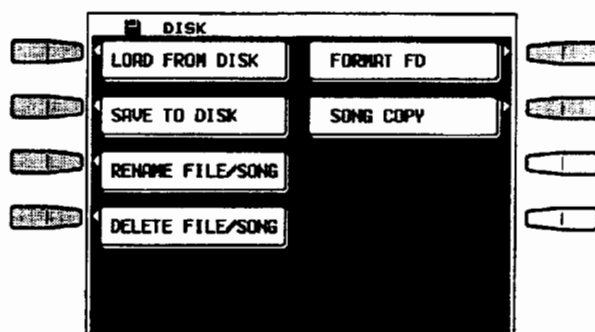 DISK
LOAD FROM DISK
FORMAT FD
SAVE TO DISK
SONG COPY
RENAME FILE/SONG
DELETE FILE/SONG